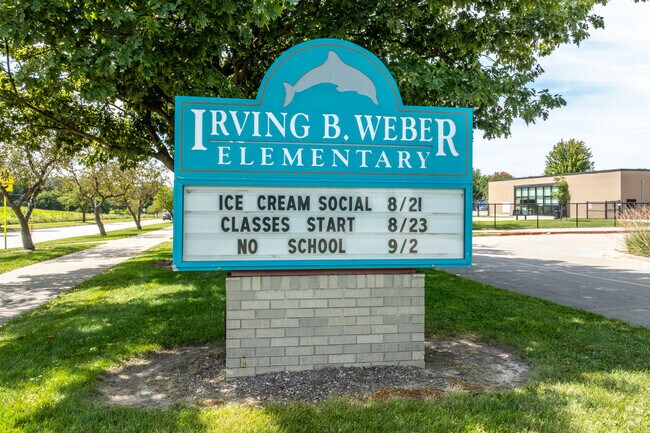 IRVING B. WEBER
ELEMENTARY
ICE CREAM SOCIAL 8/21
CLASSES START 8/23
NO SCHOOL 9/2